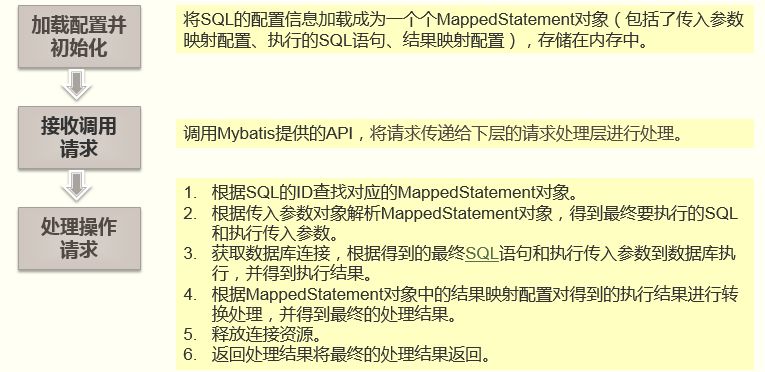 加载配置并
初始化
将SQL的配置信息加载成为一个个MappedStatement对象（包括了传入参数
映射配置、执行的SQL语句、结果映射配置），存储在内存中。
接收调用
请求
调用Mybatis提供的API，将请求传递给下层的请求处理层进行处理。
处理操作
请求
1. 根据SQL的ID查找对应的MappedStatement对象。
2. 根据传入参数对象解析MappedStatement对象，得到最终要执行的SQL
和执行传入参数。
3. 获取数据库连接，根据得到的最终SQL语句和执行传入参数到数据库执
行，并得到执行结果。
4. 根据MappedStatement对象中的结果映射配置对得到的执行结果进行转
换处理，并得到最终的处理结果。
5. 释放连接资源。
6. 返回处理结果将最终的处理结果返回。